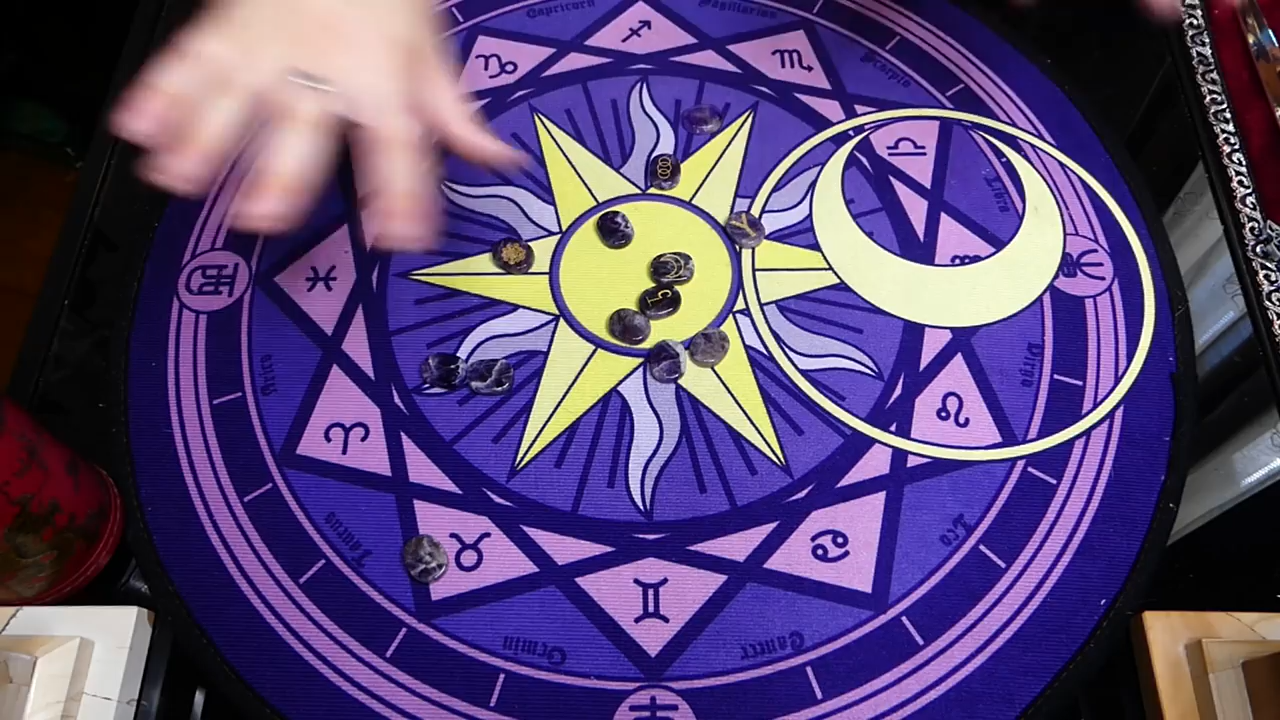 Capricorn
Sagittarius
Scorpio
Libra
Virgo
Aries
Leo
Taurus
Gemini
Cancer